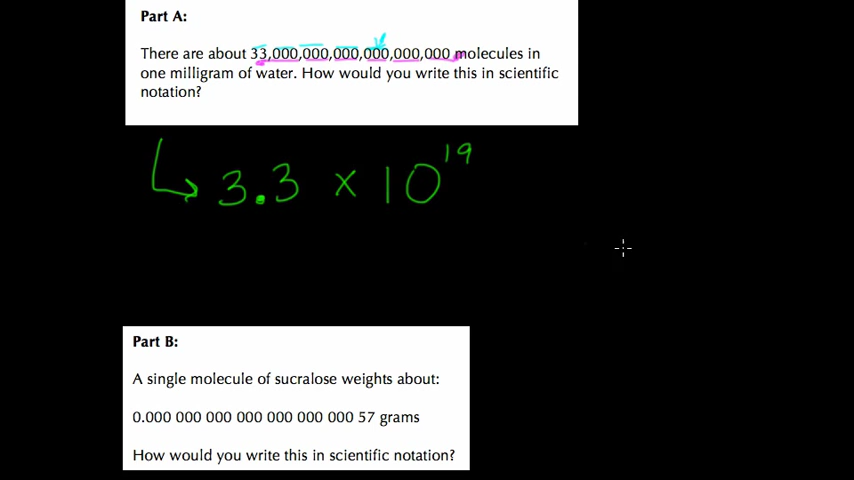 Part A:
There are about 33,000,000,000,000,000,000 molecules in
one milligram of water. How would you write this in scientific
notation?
3.3 x 10^19
Part B:
A single molecule of sucralose weights about:
0.000 000 000 000 000 000 000 57 grams
How would you write this in scientific notation?